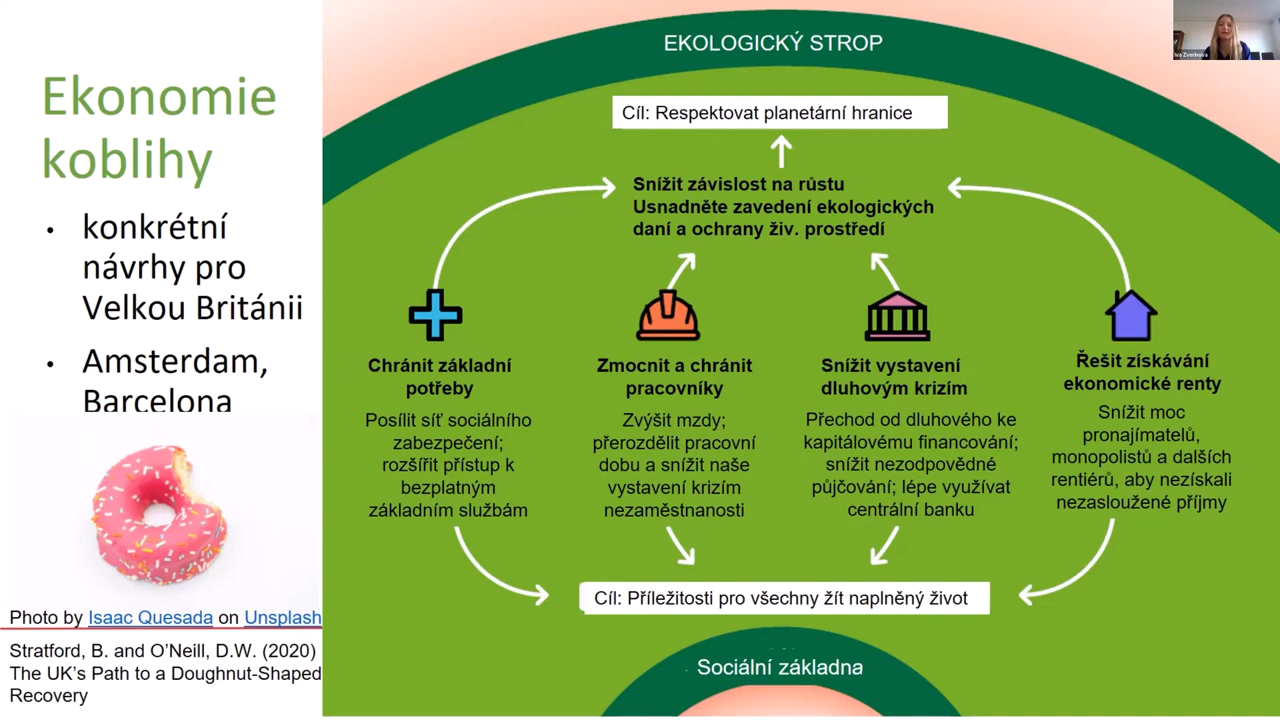 Ekonomie
koblihy
• konkrétní
návrhy pro
Velkou Británii
• Amsterdam,
Barcelona
Photo by Isaac Quesada on Unsplash
Stratford, B. and O’Neill, D.W. (2020)
The UK’s Path to a Doughnut-Shaped
Recovery
EKOLOGICKÝ STROP
Cíl: Respektovat planetární hranice
Snížit závislost na růstu
Usnadněte zavedení ekologických
daní a ochrany živ. prostředí
Chránit základní
potřeby
Posílit síť sociálního
zabezpečení;
rozšířit přístup k
bezplatným
základním službám
Zmocnit a chránit
pracovníky
Zvýšit mzdy;
přerozdělit pracovní
dobu a snížit naše
vystavení krizím
nezaměstnanosti
Snížit vystavení
dluhovým krizím
Přechod od dluhového ke
kapitálovému financování;
snížit nezodpovědné
půjčování; lépe využívat
centrální banku
Řešit získávání
ekonomické renty
Snížit moc
pronajímatelů,
monopolistů a dalších
rentiérů, aby nezískali
nezasloužené příjmy
Cíl: Příležitosti pro všechny žít naplněný život
Sociální základna